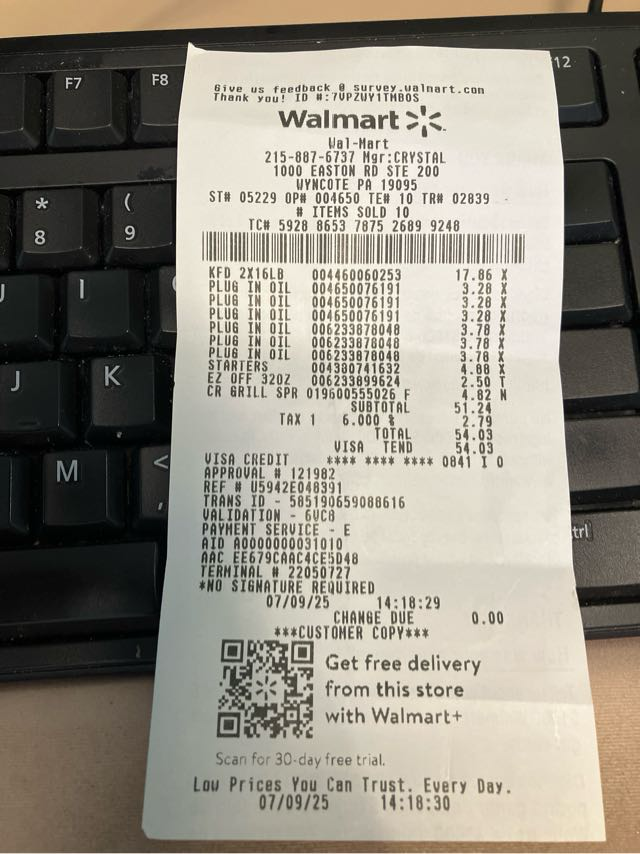 F7
F8
12
*
8
(
9
I
J
K
M
<
,
trl
Give us feedback @ survey.walmart.com
Thank you! ID #:7VPZWY1TMBOS
Walmart
Wal-Mart
215-887-6737 Mgr:CRYSTAL
1000 EASTON RD STE 200
WYNCOTE PA 19095
ST# 05229 OP# 004650 TE# 10 TR# 02839
# ITEMS SOLD 10
TC# 5928 8653 7875 2689 9248
KFD 2X16LB 004460060253 17.86 X
PLUG IN OIL 004650076191 3.28 X
PLUG IN OIL 004650076191 3.28 X
PLUG IN OIL 004650076191 3.28 X
PLUG IN OIL 006233878048 3.78 X
PLUG IN OIL 006233878048 3.78 X
PLUG IN OIL 006233878048 3.78 X
STARTERS 004380741632 4.88 X
EZ OFF 32OZ 006233899624 2.50 T
CR GRILL SPR 019600555026 F 4.82 N
SUBTOTAL 51.24
TAX 1 6.000 % 2.79
TOTAL 54.03
VISA TEND 54.03
VISA CREDIT **** **** **** 0841 I 0
APPROVAL # 121982
REF # U5942E048391
TRANS ID - 585190659088616
VALIDATION - 6VC8
PAYMENT SERVICE - E
AID A0000000031010
AAC EE679CAAC4CE5D48
TERMINAL # 22050727
*NO SIGNATURE REQUIRED
07/09/25 14:18:29
CHANGE DUE 0.00
***CUSTOMER COPY***
Get free delivery
from this store
with Walmart+
Scan for 30-day free trial.
Low Prices You Can Trust. Every Day.
07/09/25 14:18:30